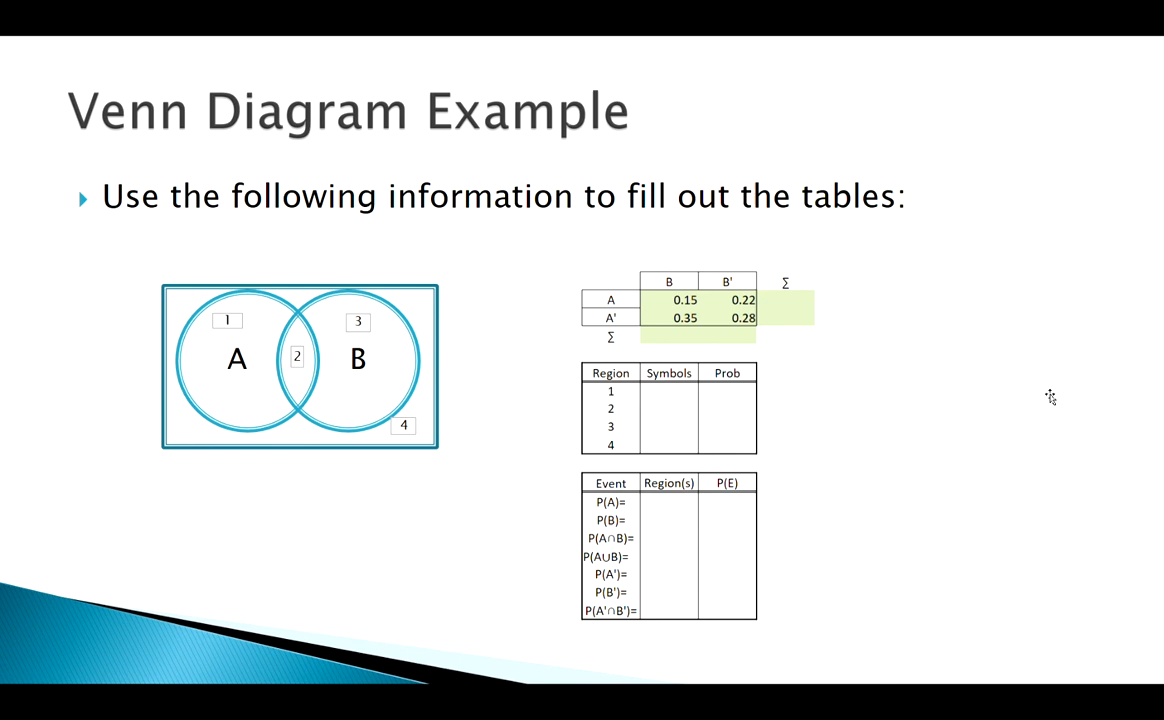 Venn Diagram Example
Use the following information to fill out the tables:
1
3
A
2
B
4
B B' Σ
A 0.15 0.22
A' 0.35 0.28
Σ
Region Symbols Prob
1
2
3
4
Event Region(s) P(E)
P(A)=
P(B)=
P(A∩B)=
P(A∪B)=
P(A')=
P(B')=
P(A'∩B')=